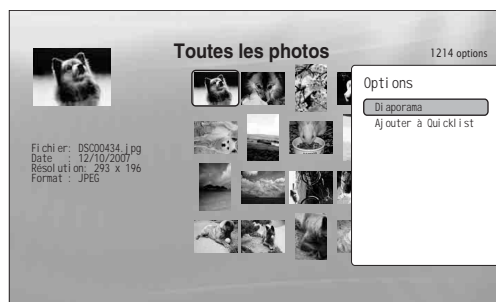 Toutes les photos
1214 options
Options
Diaporama
Ajouter à Quicklist
Fichier: DSC00434.jpg
Date : 12/10/2007
Résolution: 293 x 196
Format : JPEG